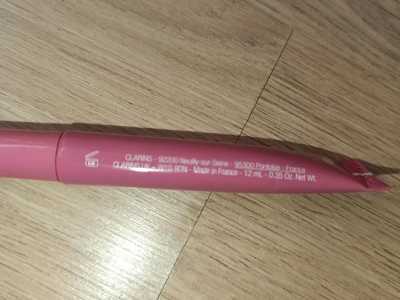 CLARINS - 92200 Neuilly-sur-Seine - 95300 Pontoise - France
CLARINS UK - Made in France - 12 mL - 0.35 Oz. Net Wt.